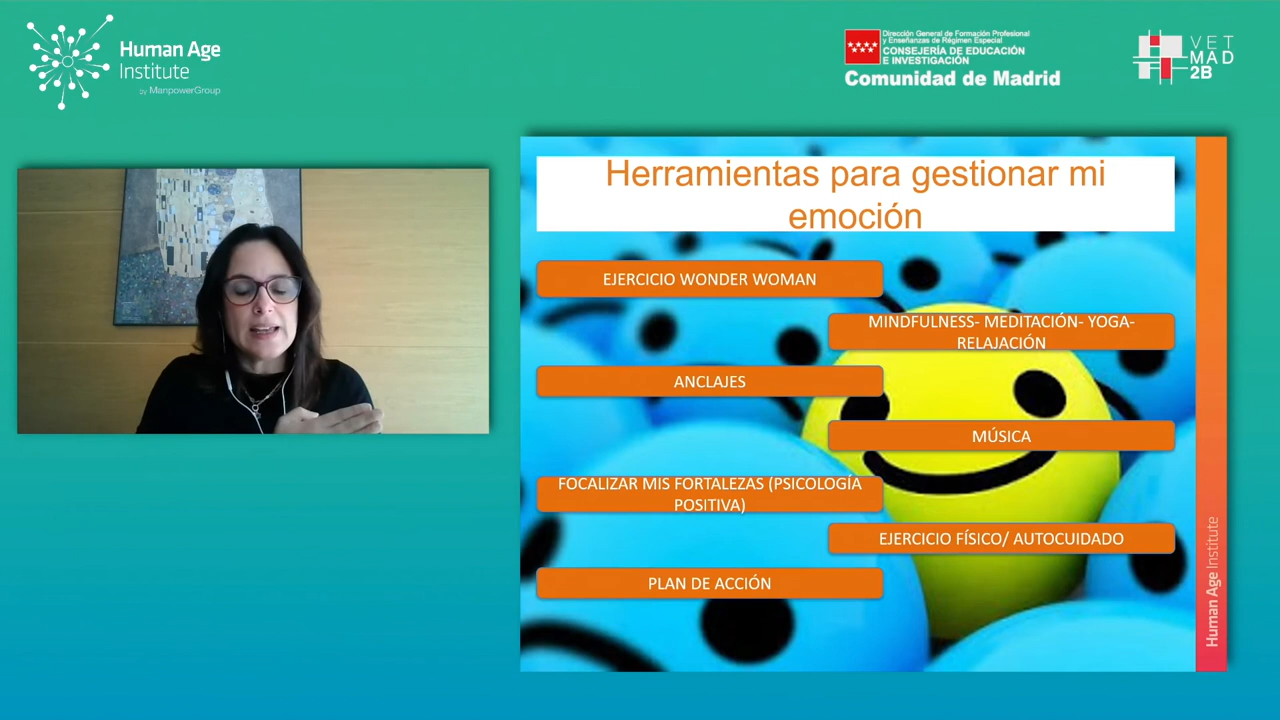 Human Age
Institute
by ManpowerGroup
Dirección General de Formación Profesional
y Enseñanzas de Régimen Especial
CONSEJERÍA DE EDUCACIÓN
E INVESTIGACIÓN
Comunidad de Madrid
VET
MAD
2B
Herramientas para gestionar mi
emoción
EJERCICIO WONDER WOMAN
MINDFULNESS- MEDITACIÓN- YOGA-
RELAJACIÓN
ANCLAJES
MÚSICA
FOCALIZAR MIS FORTALEZAS (PSICOLOGÍA
POSITIVA)
EJERCICIO FÍSICO/ AUTOCUIDADO
PLAN DE ACCIÓN
Human Age Institute